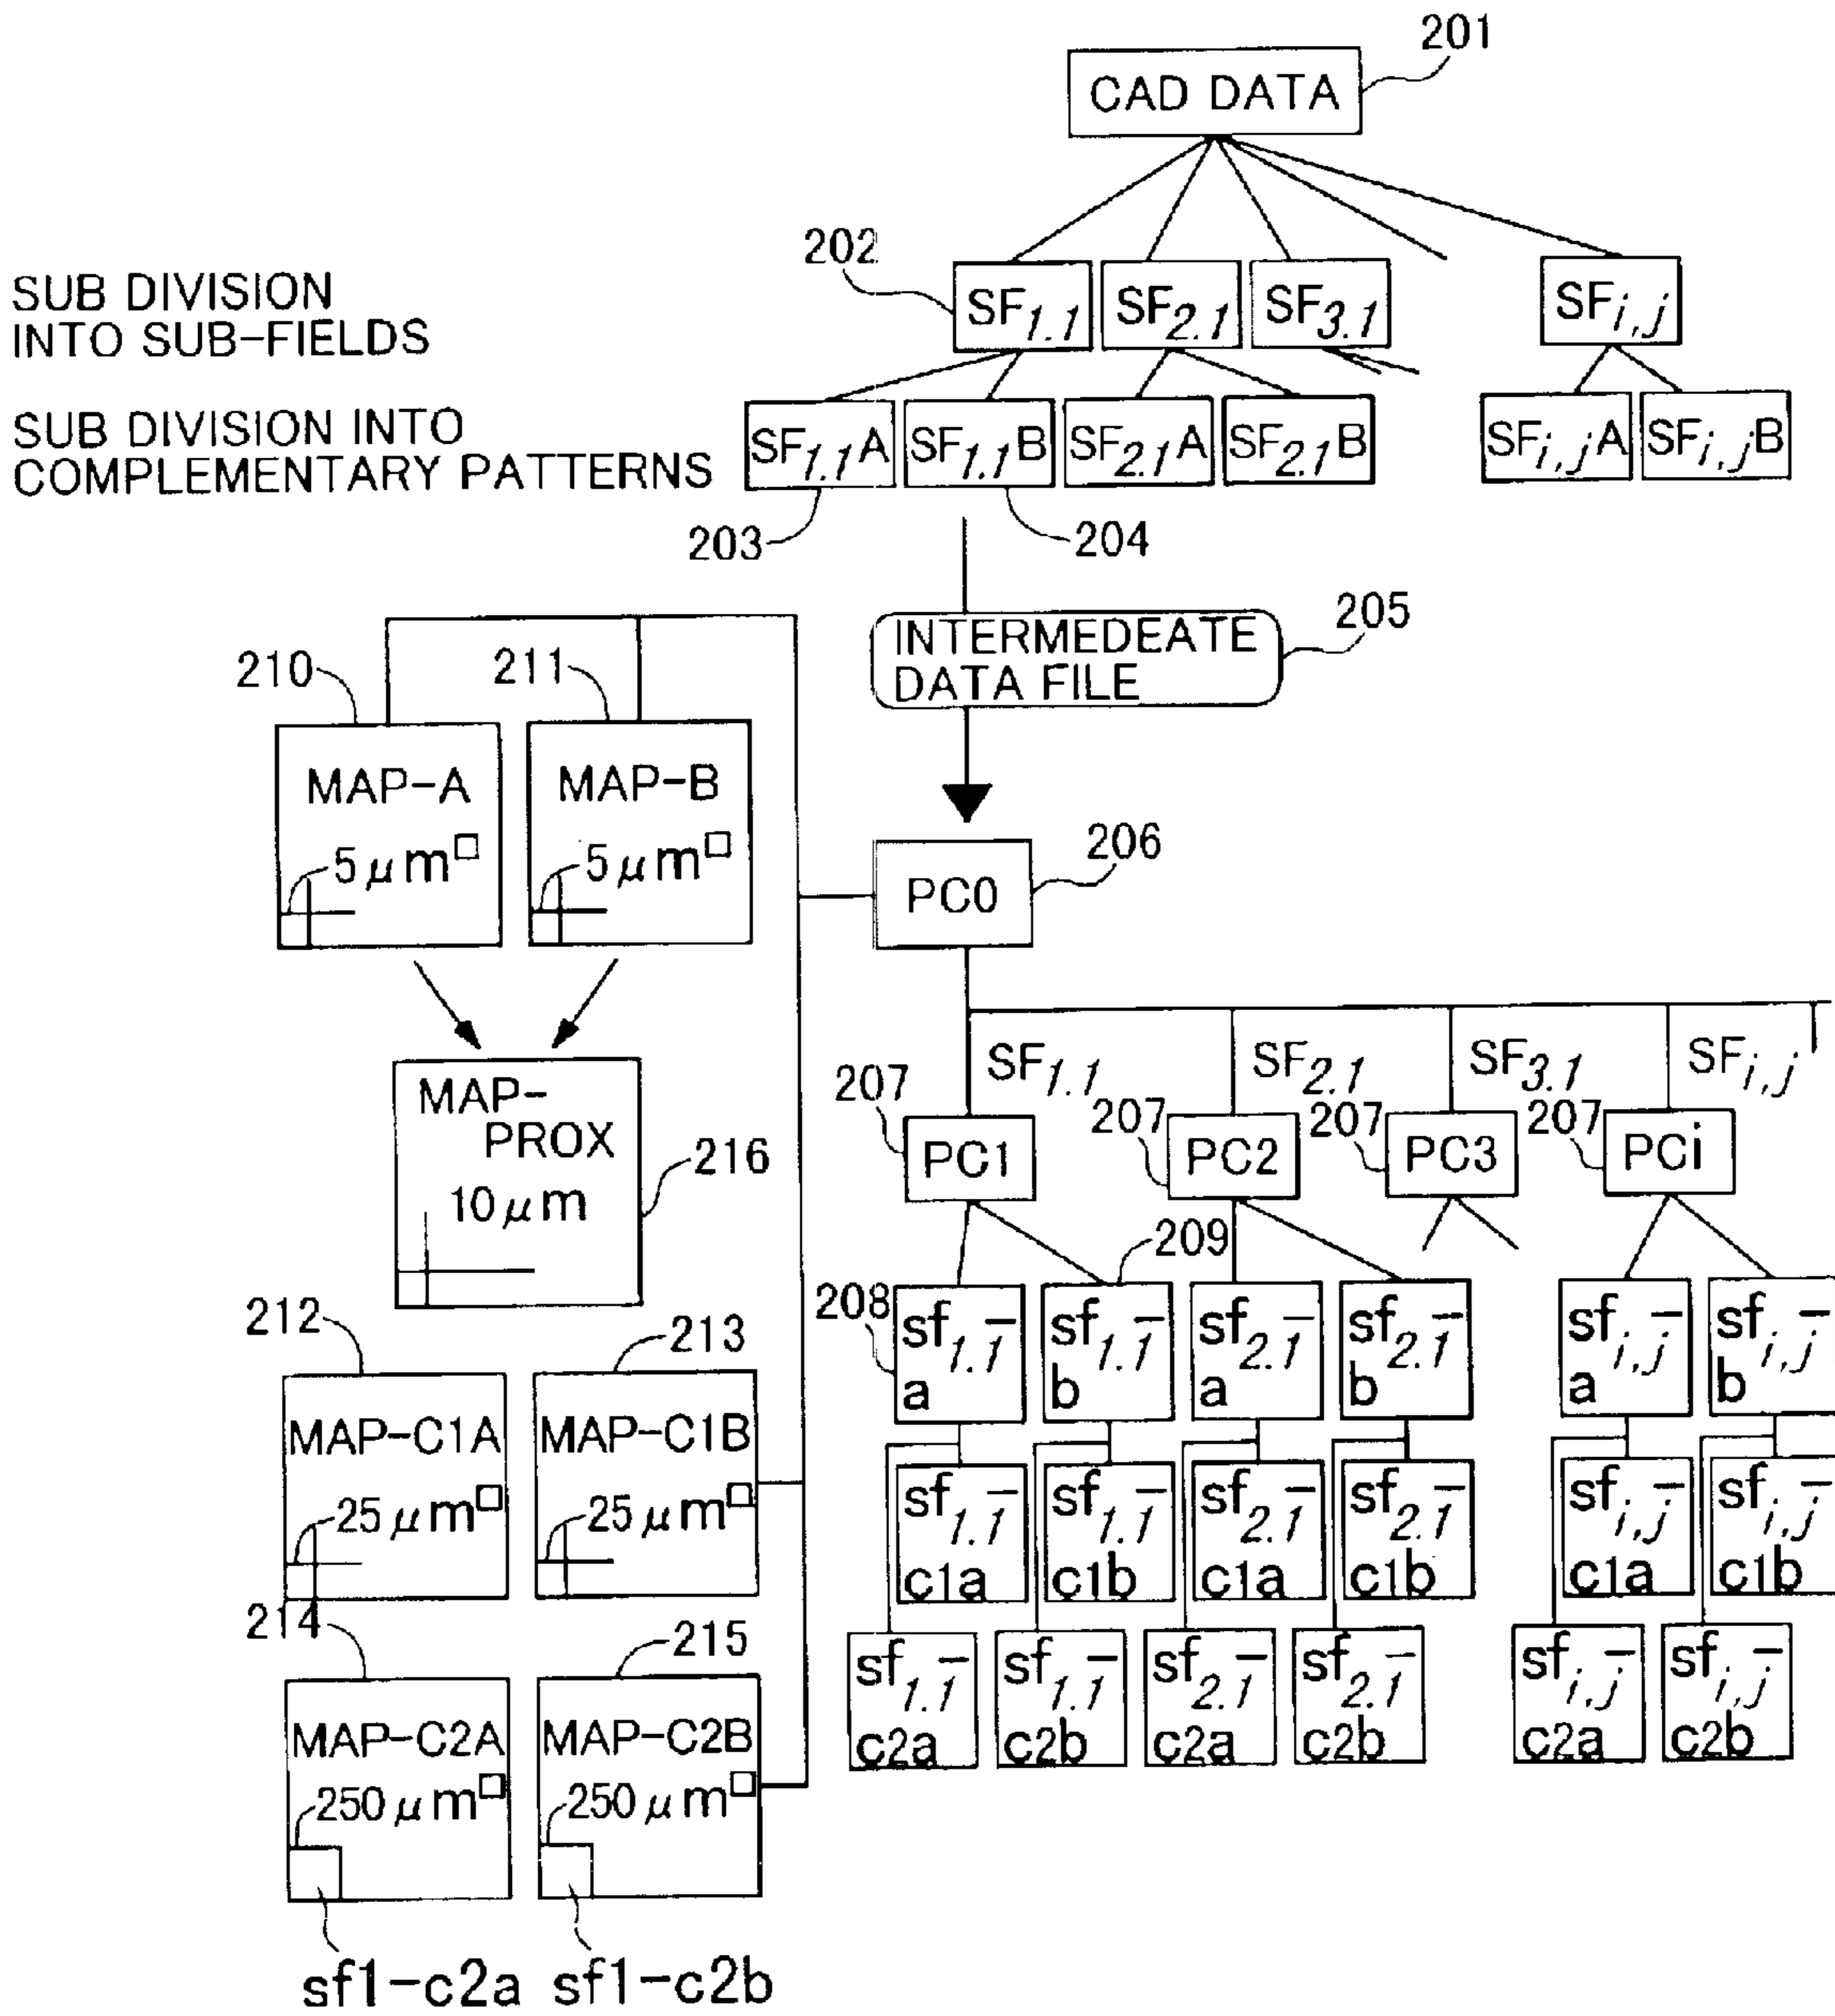 201
CAD DATA
202
SUB DIVISION
INTO SUB-FIELDS
SF1.1 SF2.1 SF3.1 SFi,j
SUB DIVISION INTO
COMPLEMENTARY PATTERNS
SF1.1A SF1.1B SF2.1A SF2.1B SFi,jA SFi,jB
203 204
INTERMEDEATE
DATA FILE
205
210 211
MAP-A MAP-B
5μm□ 5μm□
PC0
206
SF1.1 SF2.1 SF3.1 SFi,j
207 207 207 207
PC1 PC2 PC3 PCi
MAP-
PROX
10μm
216
209
208
sf1.1- sf1.1- sf2.1- sf2.1- sfi,j- sfi,j-
a b a b a b
212 213
MAP-C1A MAP-C1B
25μm□ 25μm□
sf1.1- sf1.1- sf2.1- sf2.1- sfi,j- sfi,j-
c1a c1b c1a c1b c1a c1b
214 215
sf1.1- sf1.1- sf2.1- sf2.1- sfi,j- sfi,j-
c2a c2b c2a c2b c2a c2b
MAP-C2A MAP-C2B
250μm□ 250μm□
sf1-c2a sf1-c2b